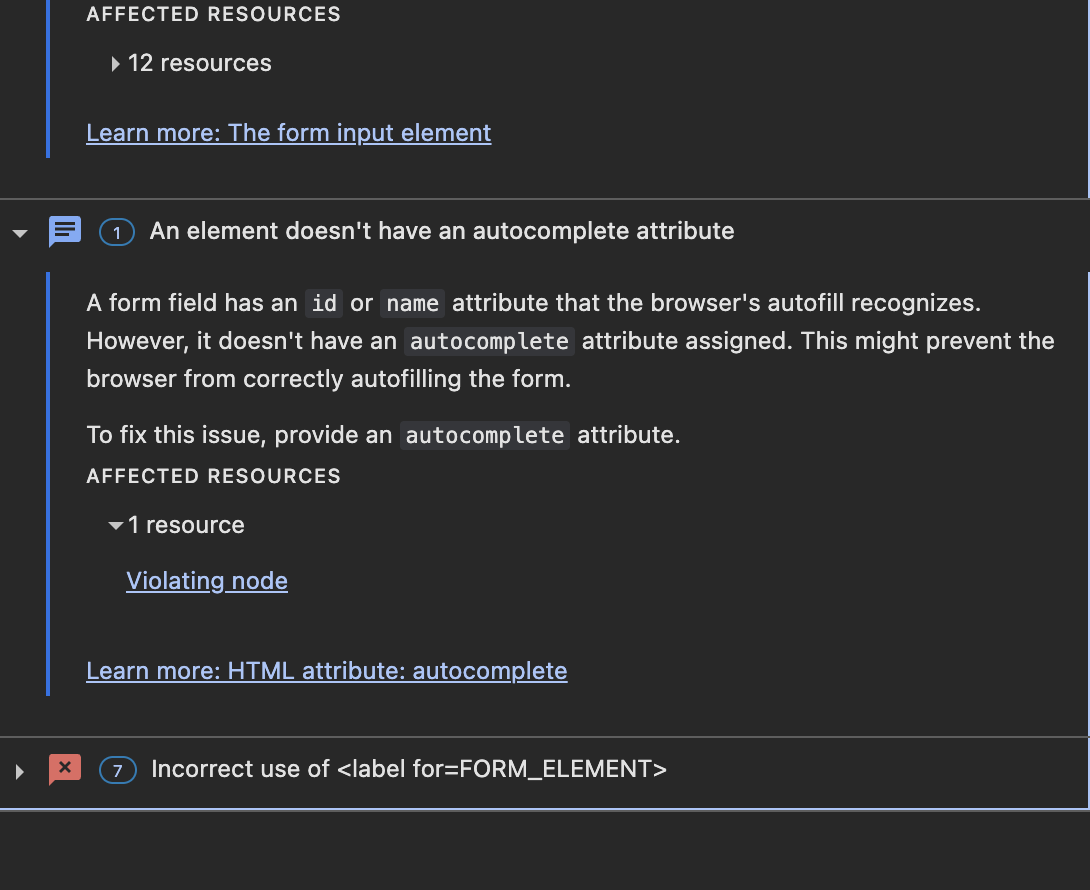 AFFECTED RESOURCES
12 resources
Learn more: The form input element
1 An element doesn't have an autocomplete attribute
A form field has an id or name attribute that the browser's autofill recognizes.
However, it doesn't have an autocomplete attribute assigned. This might prevent the
browser from correctly autofilling the form.
To fix this issue, provide an autocomplete attribute.
AFFECTED RESOURCES
1 resource
Violating node
Learn more: HTML attribute: autocomplete
7 Incorrect use of <label for=FORM_ELEMENT>